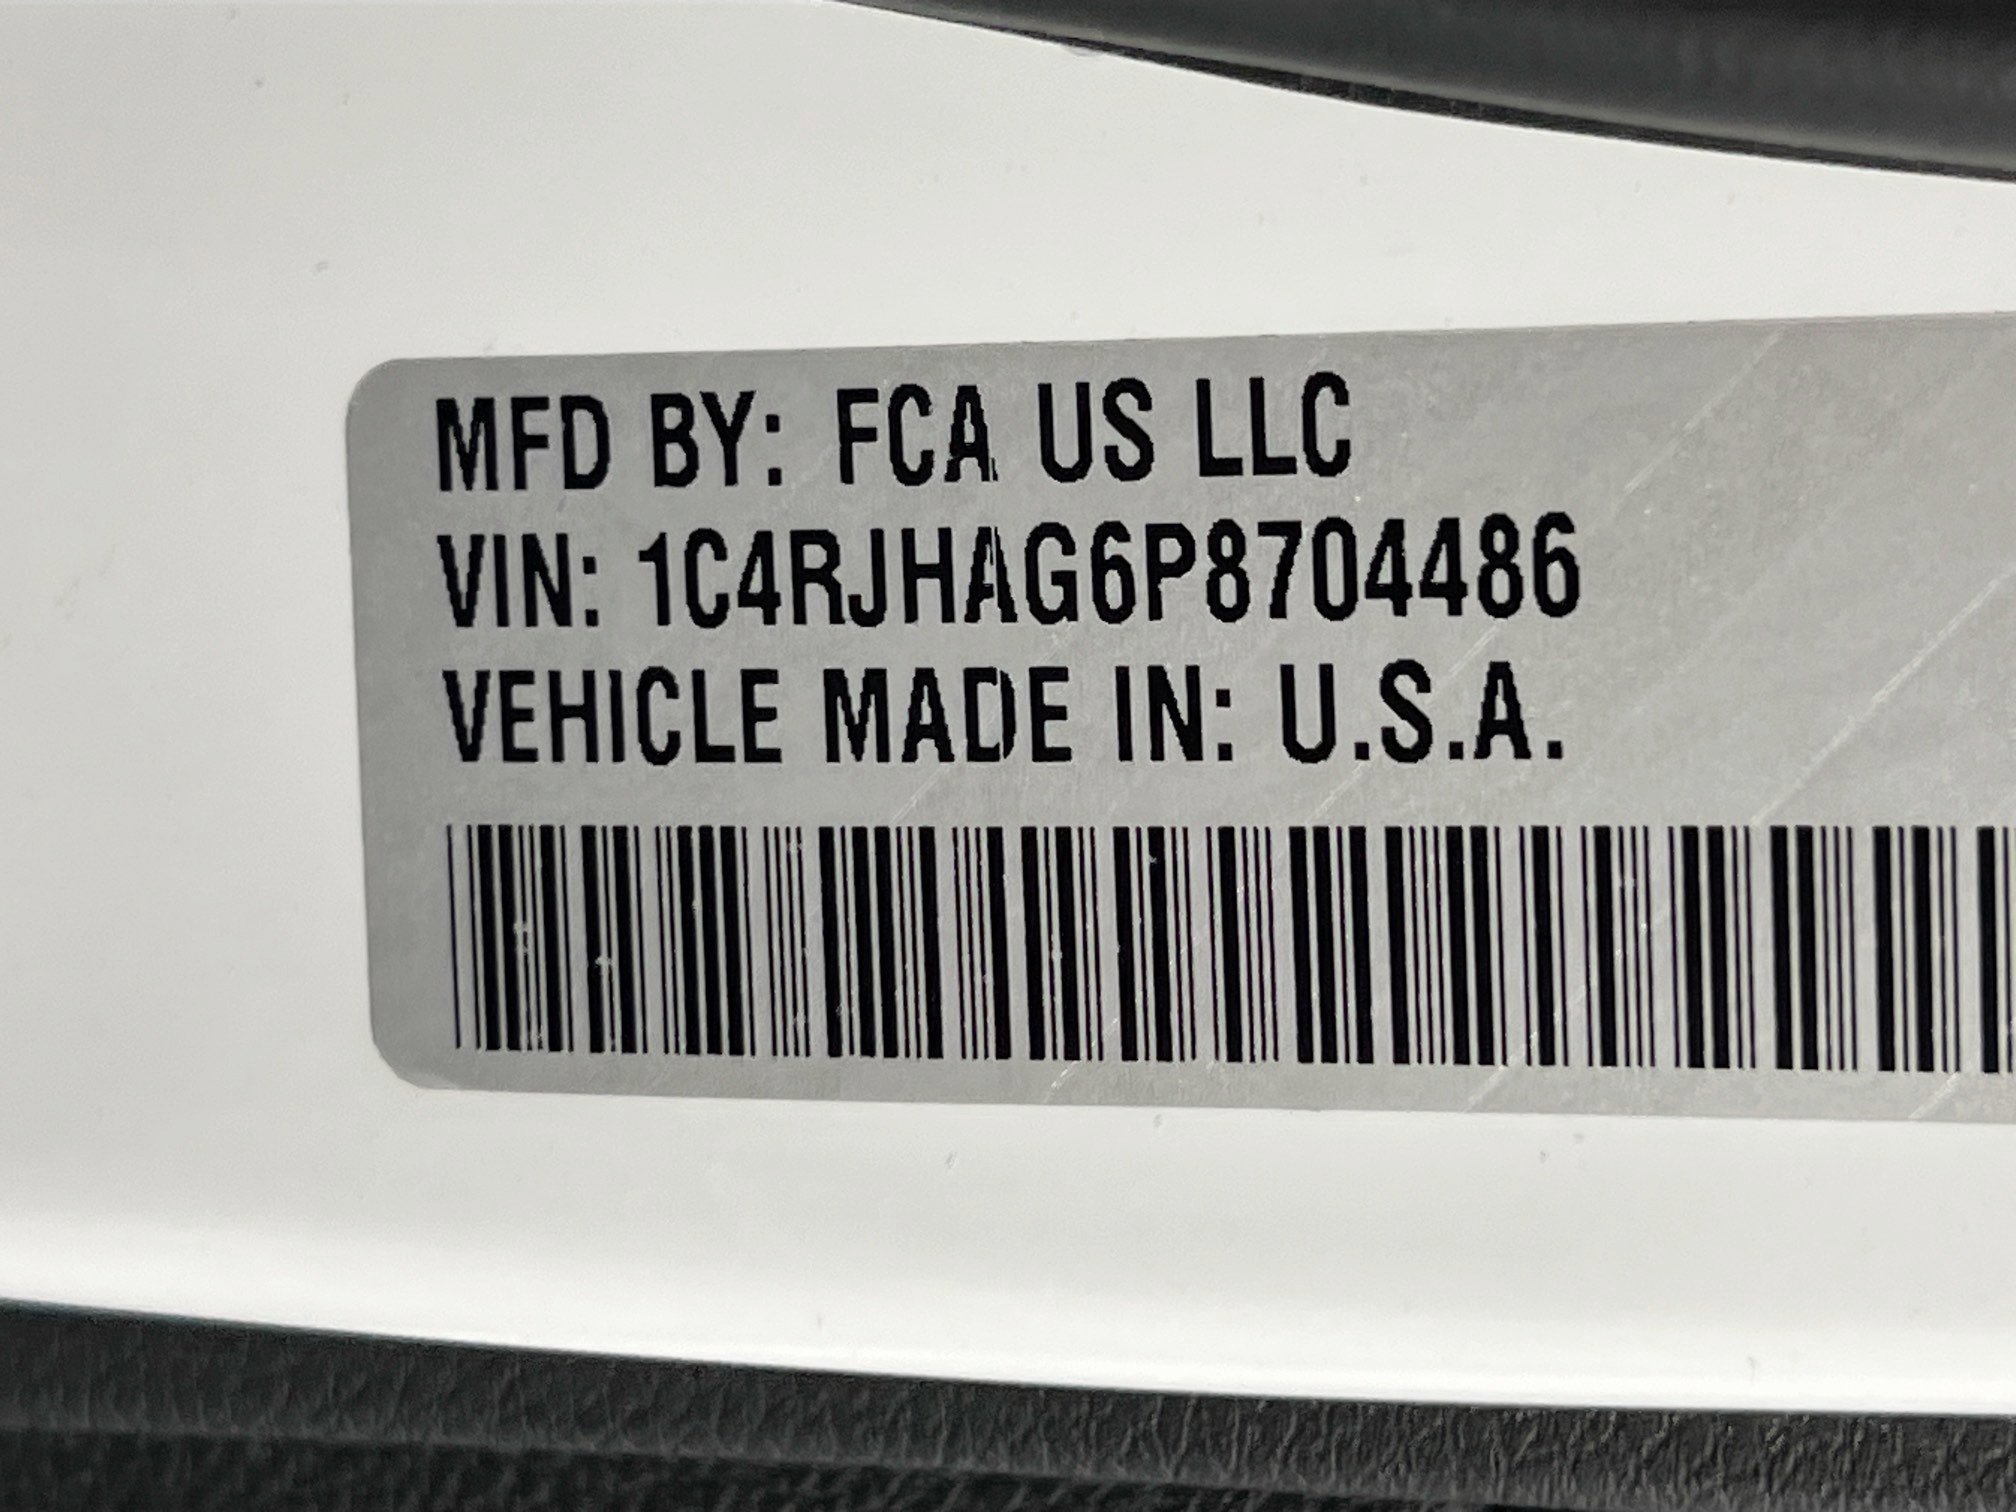 MFD BY: FCA US LLC
VIN: 1C4RJHAG6P8704486
VEHICLE MADE IN: U.S.A.